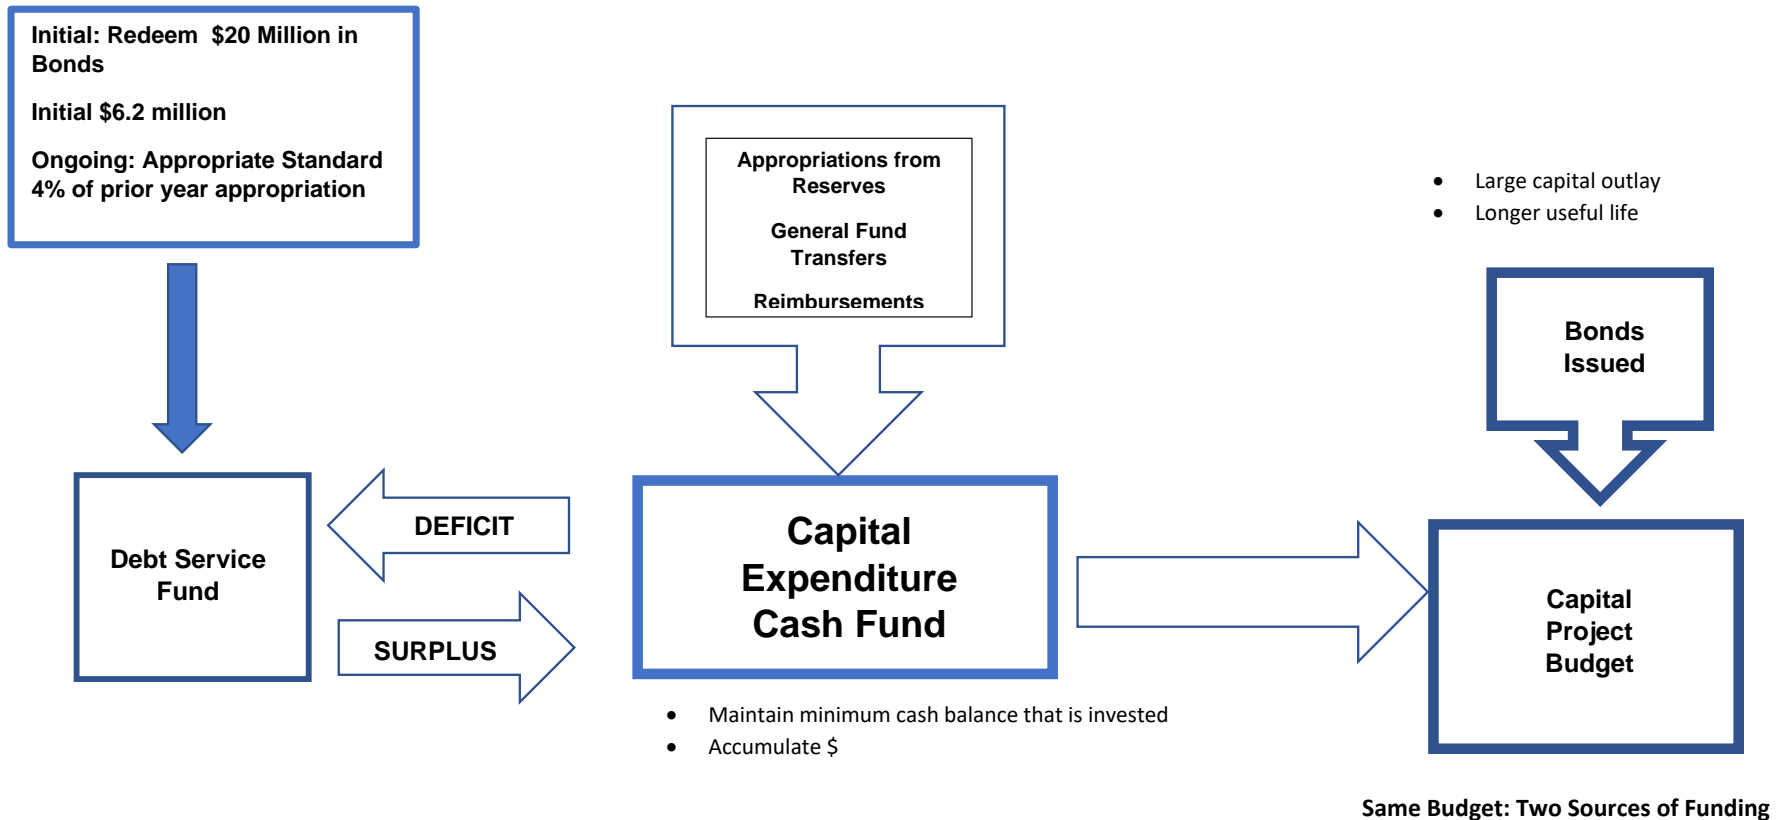 Initial: Redeem $20 Million in
Bonds
Initial $6.2 million
Ongoing: Appropriate Standard
4% of prior year appropriation
Appropriations from
Reserves
General Fund
Transfers
Reimbursements
• Large capital outlay
• Longer useful life
Bonds
Issued
DEFICIT
Debt Service
Fund
SURPLUS
Capital
Expenditure
Cash Fund
Capital
Project
Budget
• Maintain minimum cash balance that is invested
• Accumulate $
Same Budget: Two Sources of Funding